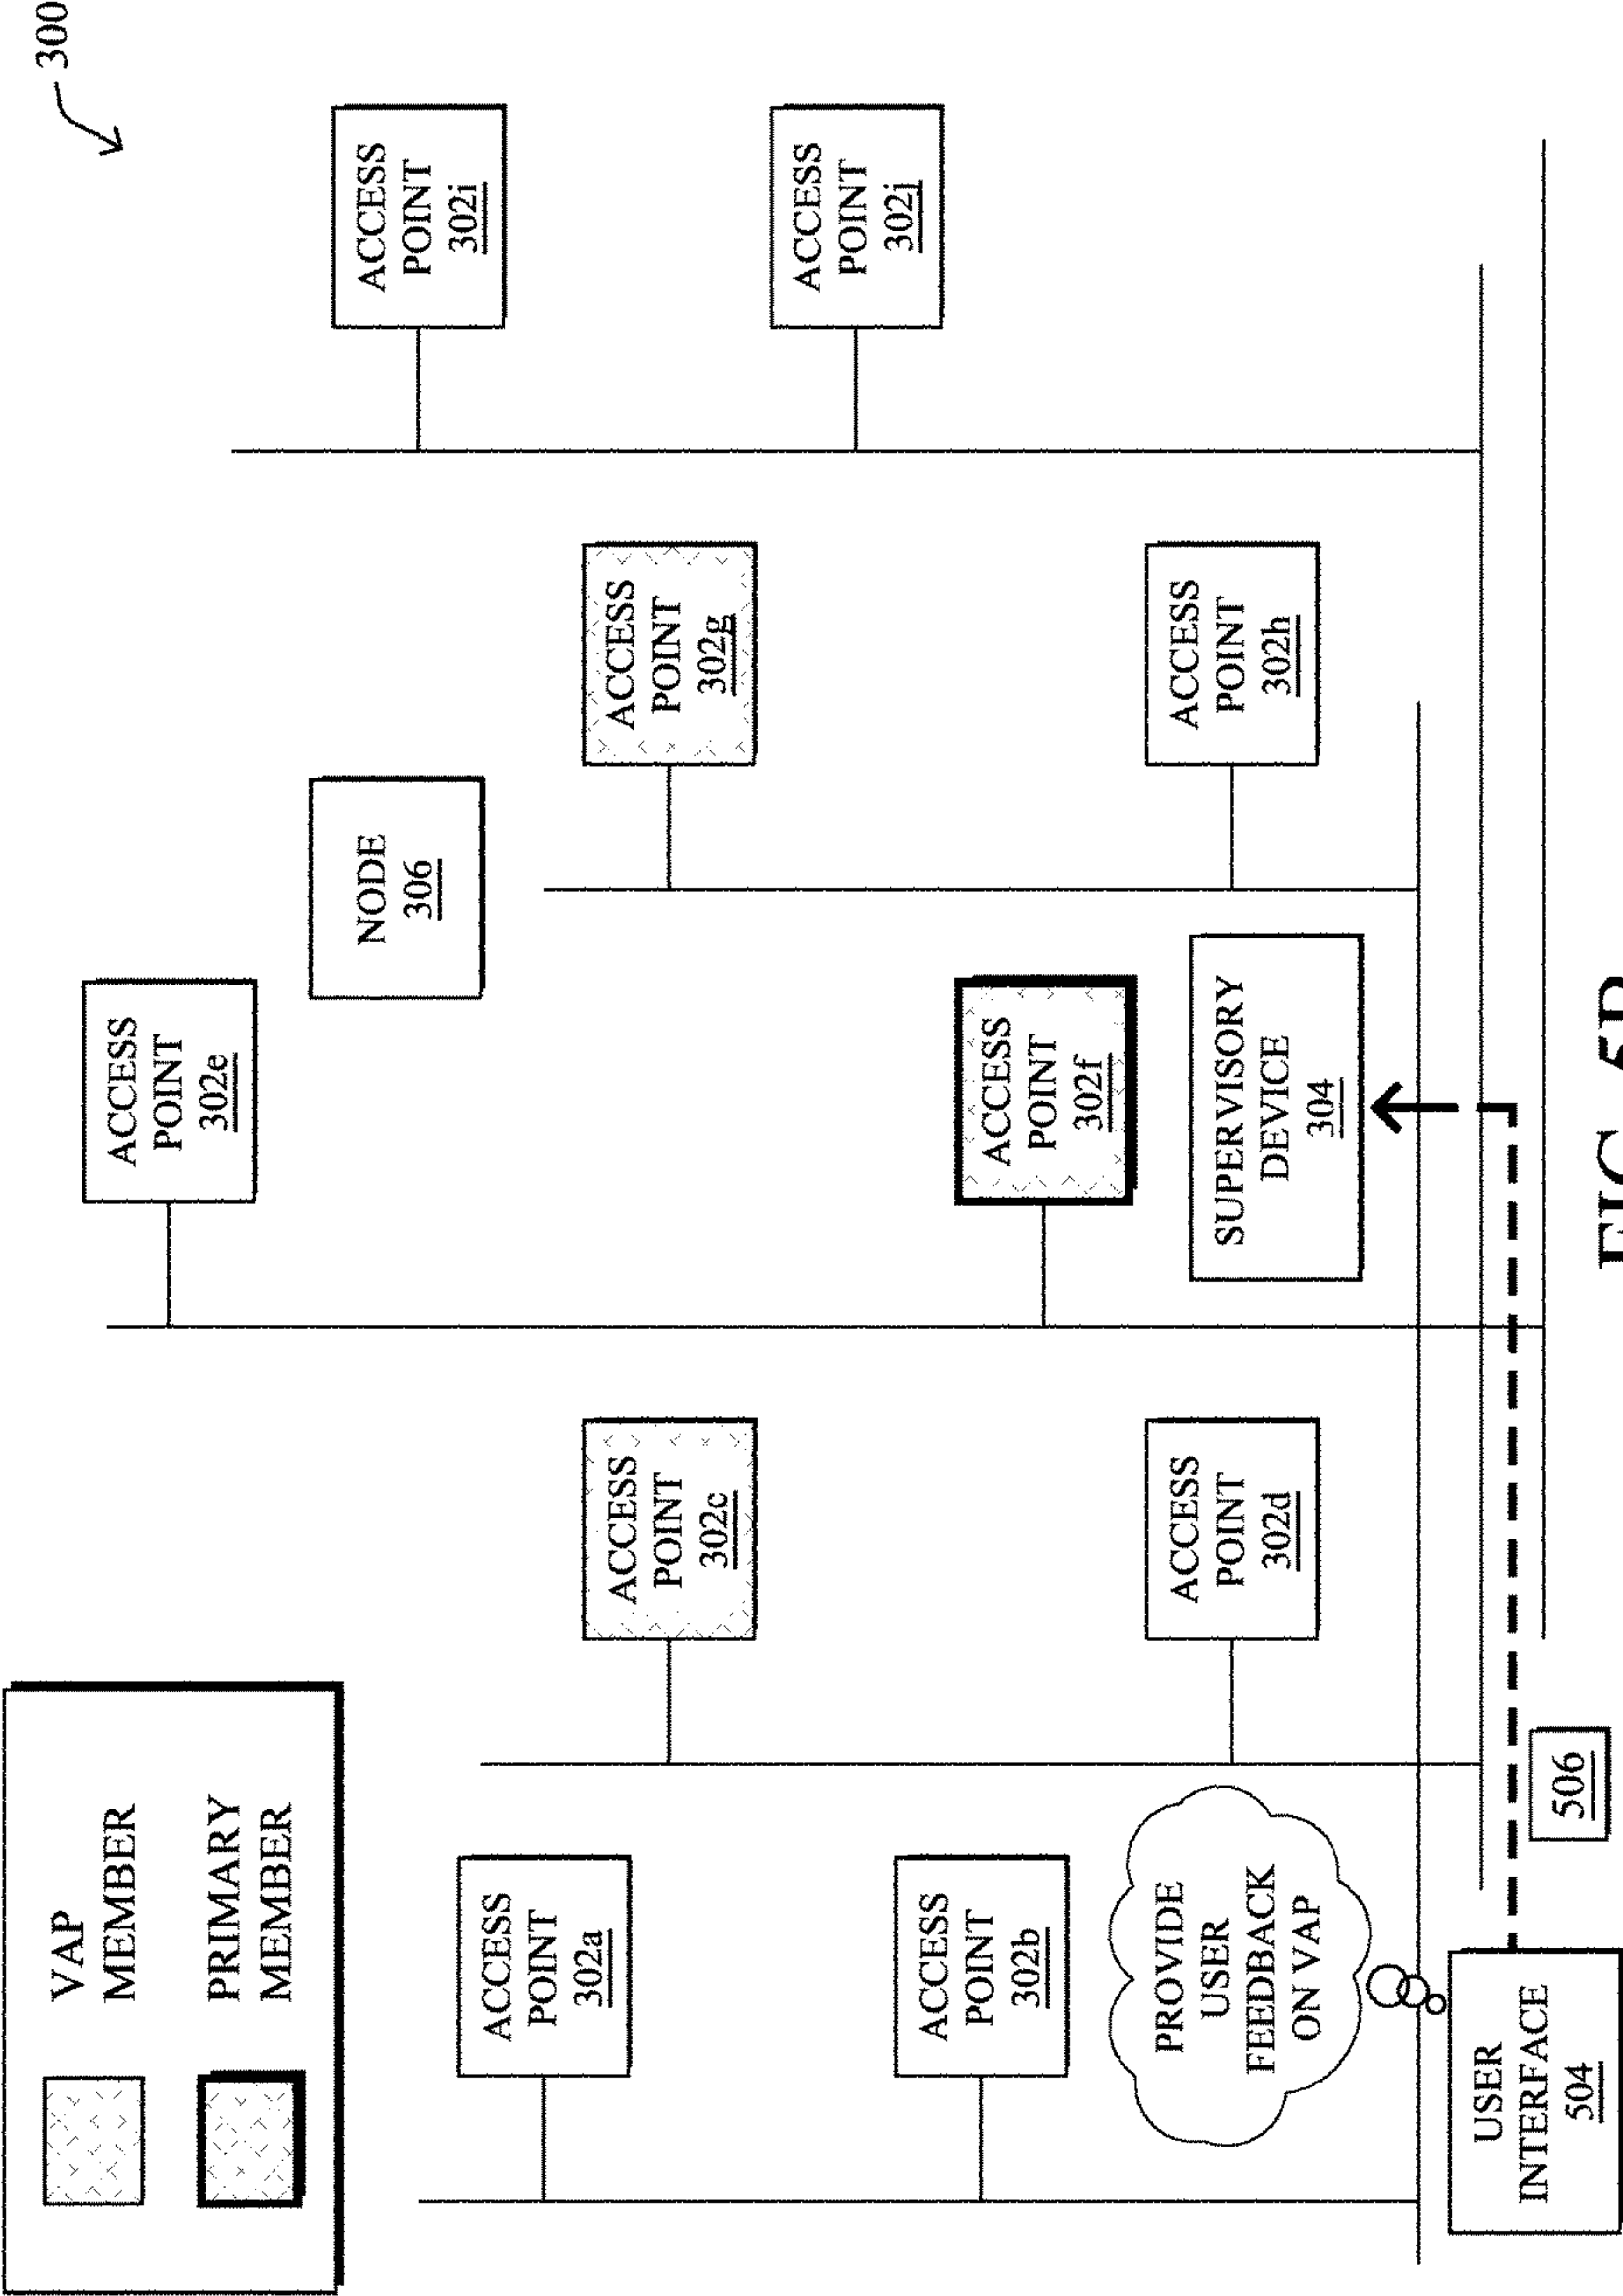 VAP
MEMBER
PRIMARY
MEMBER
300
ACCESS
POINT
302e
NODE
306
ACCESS
POINT
302i
ACCESS
POINT
302a
ACCESS
POINT
302c
ACCESS
POINT
302g
ACCESS
POINT
302j
ACCESS
POINT
302b
ACCESS
POINT
302f
PROVIDE
USER
FEEDBACK
ON VAP
ACCESS
POINT
302d
SUPERVISORY
DEVICE
304
ACCESS
POINT
302h
USER
INTERFACE
504
506
FIG